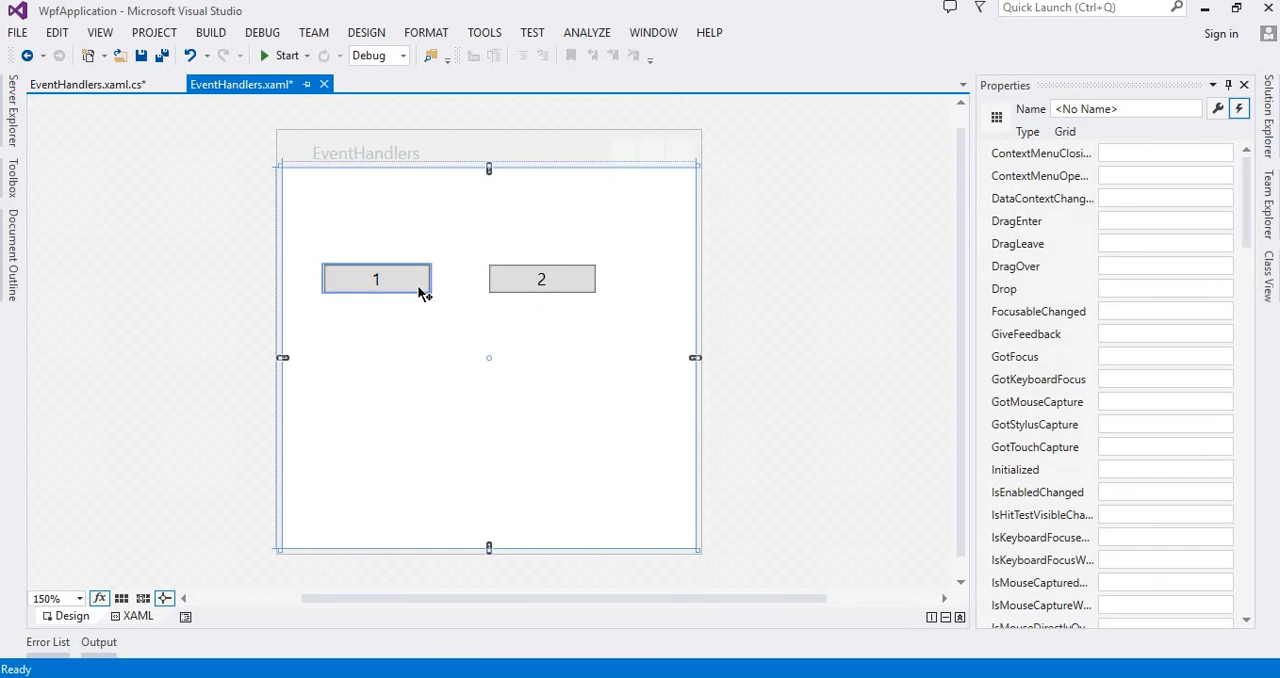 WpfApplication - Microsoft Visual Studio
Quick Launch (Ctrl+Q)
FILE EDIT VIEW PROJECT BUILD DEBUG TEAM DESIGN FORMAT TOOLS TEST ANALYZE WINDOW HELP
Sign in
Start Debug
EventHandlers.xaml.cs*
EventHandlers.xaml*
Server Explorer
Toolbox
Document Outline
EventHandlers
1
2
150%
Design
XAML
Error List
Output
Ready
Properties
Name <No Name>
Type Grid
ContextMenuClosi...
ContextMenuOpe...
DataContextChang...
DragEnter
DragLeave
DragOver
Drop
FocusableChanged
GiveFeedback
GotFocus
GotKeyboardFocus
GotMouseCapture
GotStylusCapture
GotTouchCapture
Initialized
IsEnabledChanged
IsHitTestVisibleCha...
IsKeyboardFocuse...
IsKeyboardFocusW...
IsMouseCaptured...
IsMouseCaptureW...
IsMouseDirectlyOv...
Solution Explorer
Team Explorer
Class View